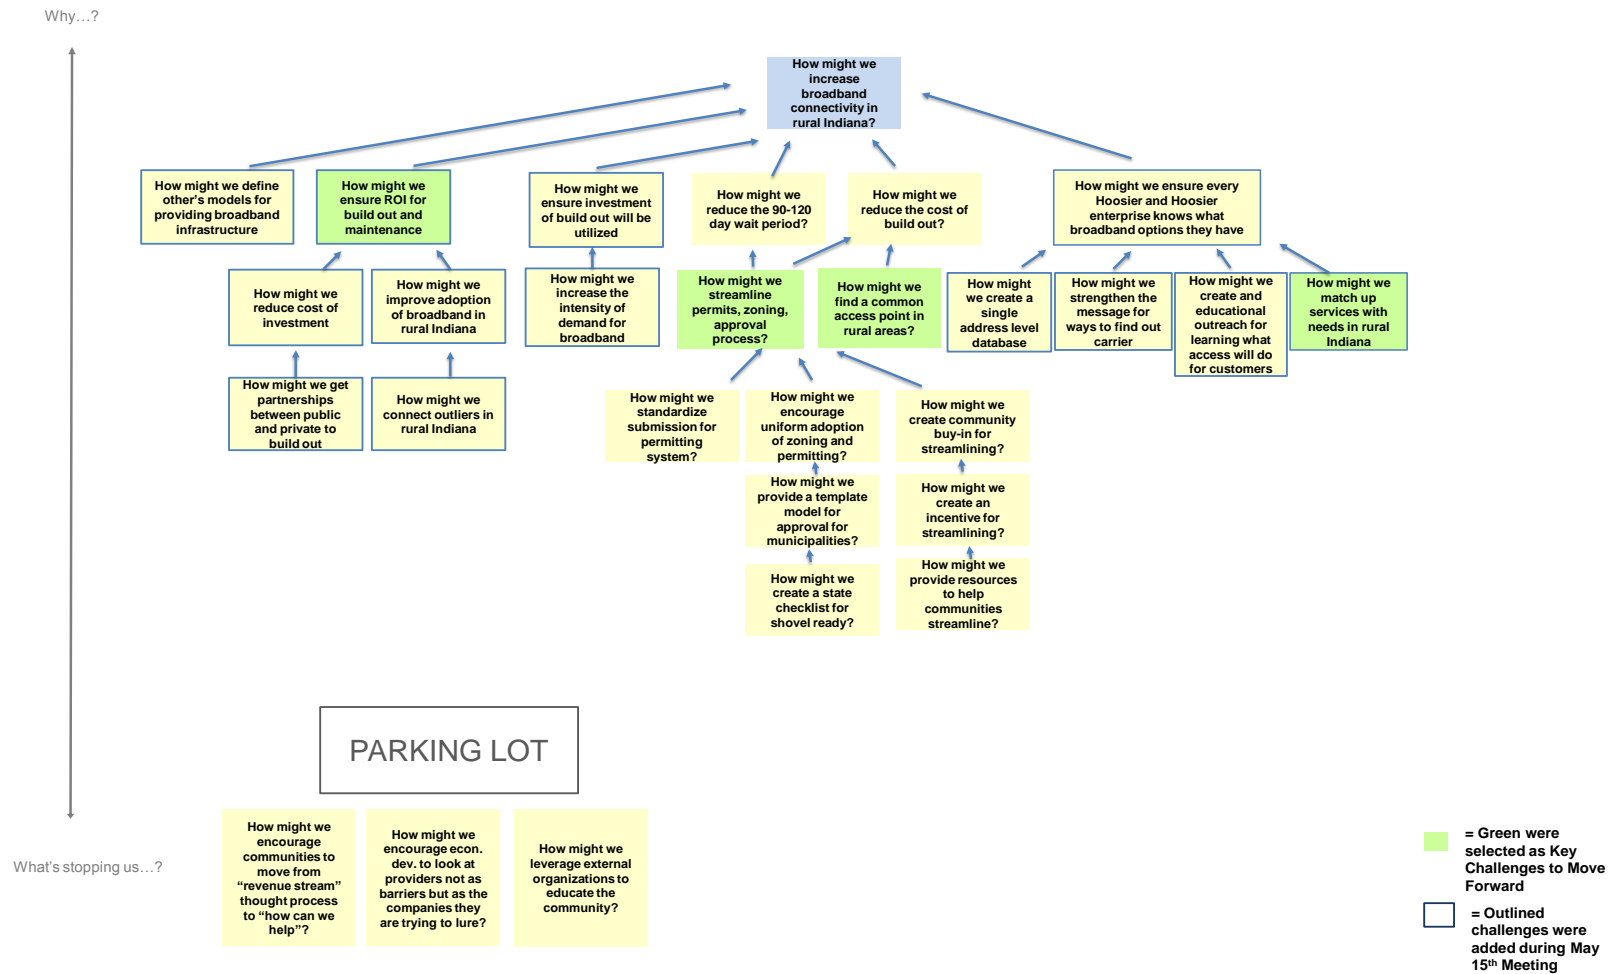 Why…?
How might we
increase
broadband
connectivity in
rural Indiana?
How might we define
other's models for
providing broadband
infrastructure
How might we
ensure ROI for
build out and
maintenance
How might we
ensure investment
of build out will be
utilized
How might we
reduce the 90-120
day wait period?
How might we
reduce the cost of
build out?
How might we ensure every
Hoosier and Hoosier
enterprise knows what
broadband options they have
How might we
reduce cost of
investment
How might we
improve adoption
of broadband in
rural Indiana
How might we
increase the
intensity of
demand for
broadband
How might we
streamline
permits, zoning,
approval
process?
How might we
find a common
access point in
rural areas?
How might
we create a
single
address level
database
How might we
strengthen the
message for
ways to find out
carrier
How might we
create and
educational
outreach for
learning what
access will do
for customers
How might we
match up
services with
needs in rural
Indiana
How might we get
partnerships
between public
and private to
build out
How might we
connect outliers in
rural Indiana
How might we
standardize
submission for
permitting
system?
How might we
encourage
uniform adoption
of zoning and
permitting?
How might we
create community
buy-in for
streamlining?
How might we
provide a template
model for
approval for
municipalities?
How might we
create an
incentive for
streamlining?
How might we
create a state
checklist for
shovel ready?
How might we
provide resources
to help
communities
streamline?
PARKING LOT
How might we
encourage
communities to
move from
“revenue stream”
thought process
to “how can we
help”?
How might we
encourage econ.
dev. to look at
providers not as
barriers but as the
companies they
are trying to lure?
How might we
leverage external
organizations to
educate the
community?
What's stopping us…?
= Green were
selected as Key
Challenges to Move
Forward
= Outlined
challenges were
added during May
15th Meeting